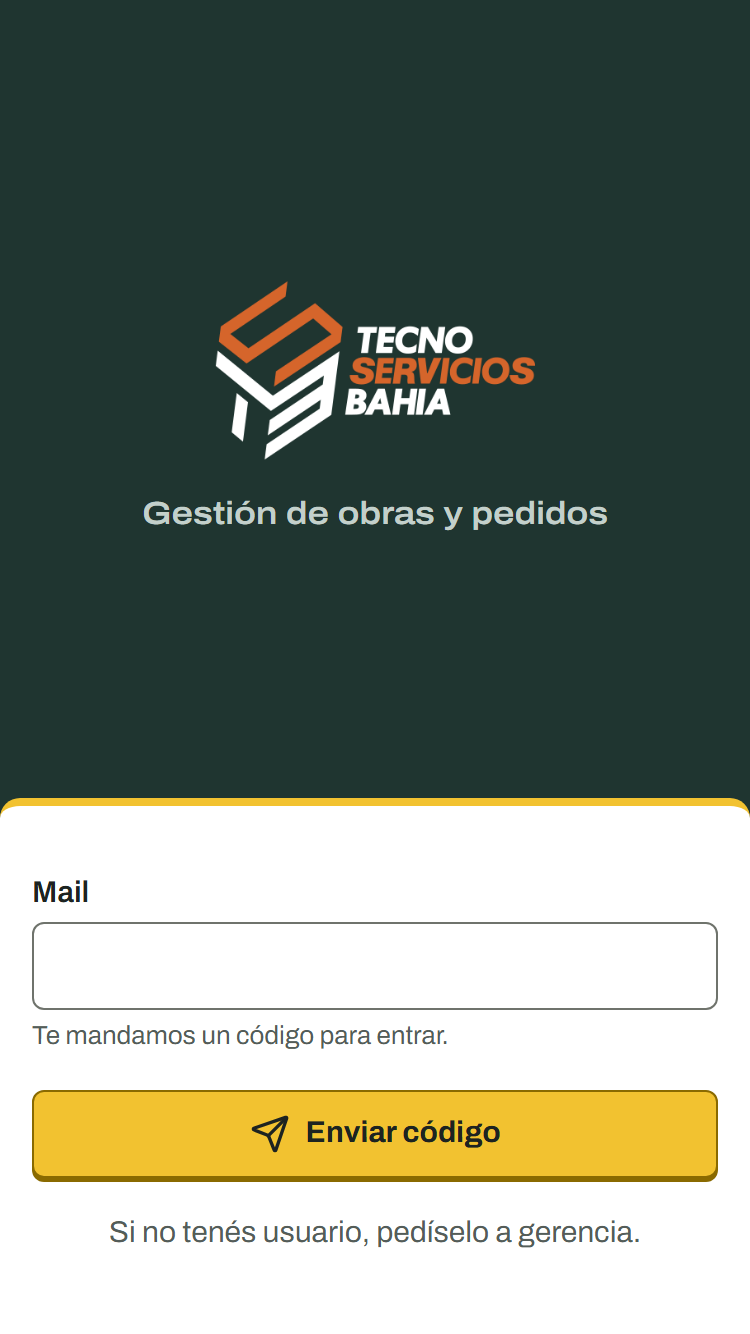 TECNO
SERVICIOS
BAHIA
Gestión de obras y pedidos
Mail
Te mandamos un código para entrar.
Enviar código
Si no tenés usuario, pedíselo a gerencia.